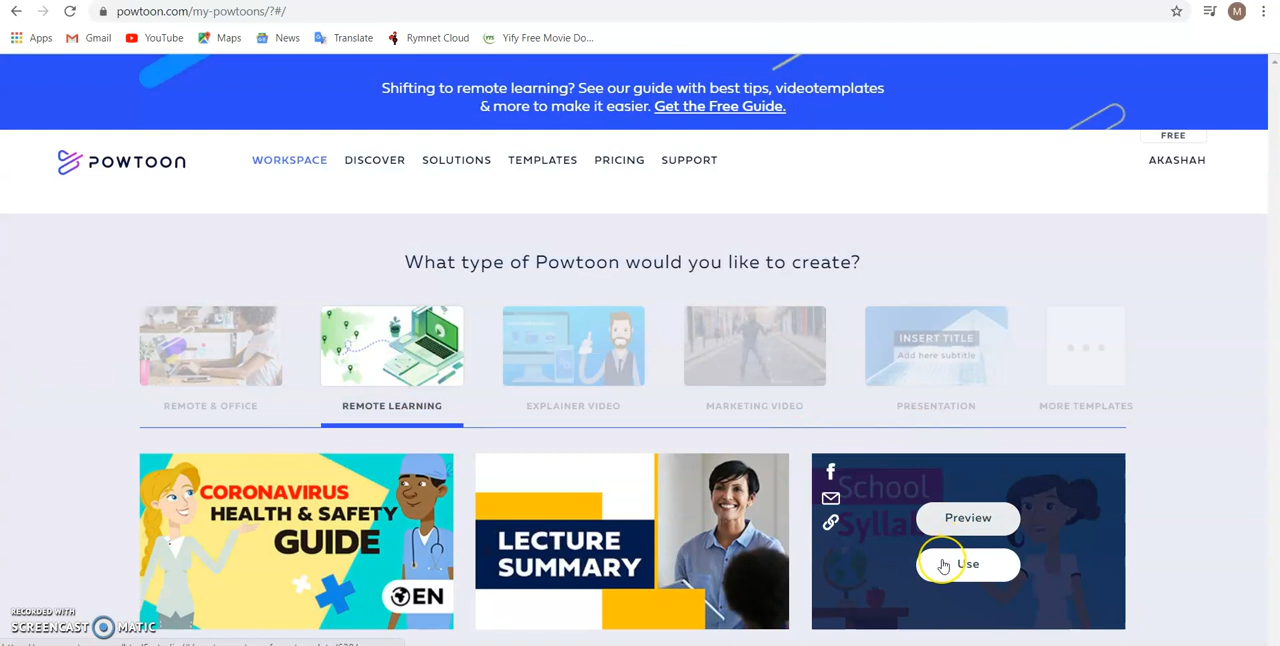 powtoon.com/my-powtoons/?#/
M
Apps Gmail YouTube Maps News Translate Rymnet Cloud Yify Free Movie Do...
Shifting to remote learning? See our guide with best tips, videotemplates
& more to make it easier. Get the Free Guide.
FREE
POWTOON WORKSPACE DISCOVER SOLUTIONS TEMPLATES PRICING SUPPORT AKASHAH
What type of Powtoon would you like to create?
INSERT TITLE
Add here subtitle
REMOTE & OFFICE REMOTE LEARNING EXPLAINER VIDEO MARKETING VIDEO PRESENTATION MORE TEMPLATES
CORONAVIRUS
HEALTH & SAFETY
GUIDE
EN
LECTURE
SUMMARY
School
Preview
Use
RECORDED WITH
SCREENCAST MATIC